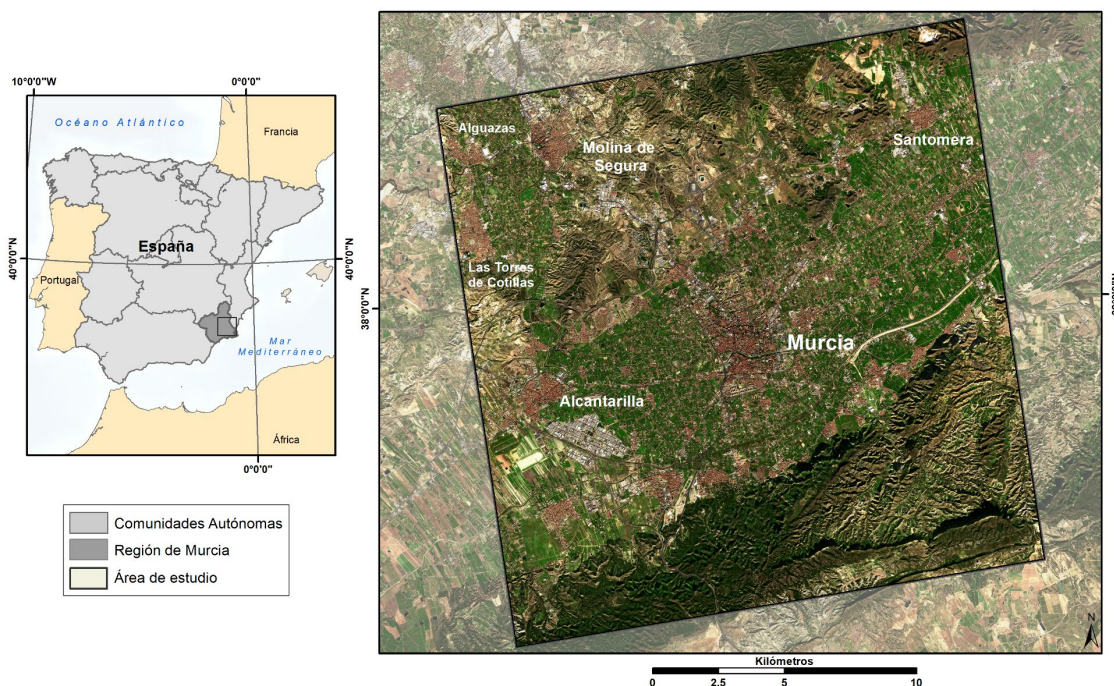 10°0'0"W
0°0'0"
Océano Atlántico
Francia
España
40°0'0"N
40°0'0"N
Portugal
Mar
Mediterráneo
África
0°0'0"
Comunidades Autónomas
Región de Murcia
Área de estudio
Alguazas
Molina de
Segura
Santomera
Las Torres
de Cotillas
38°0'0"N
Murcia
Alcantarilla
N
Kilómetros
0 2.5 5 10